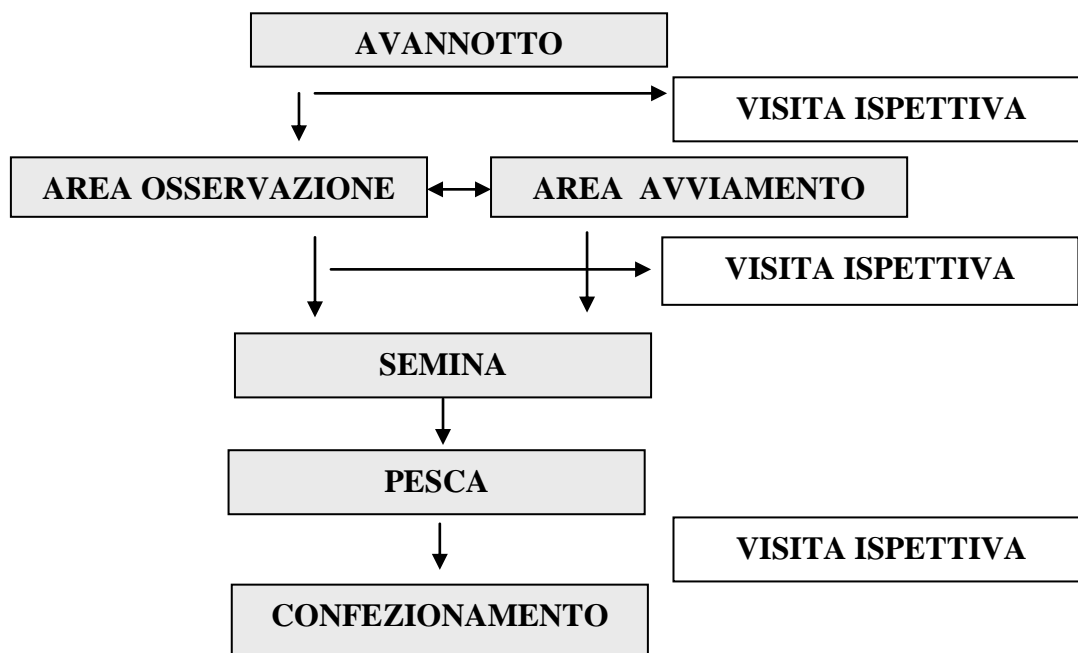 AVANNOTTO
VISITA ISPETTIVA
AREA OSSERVAZIONE
AREA AVVIAMENTO
VISITA ISPETTIVA
SEMINA
PESCA
VISITA ISPETTIVA
CONFEZIONAMENTO